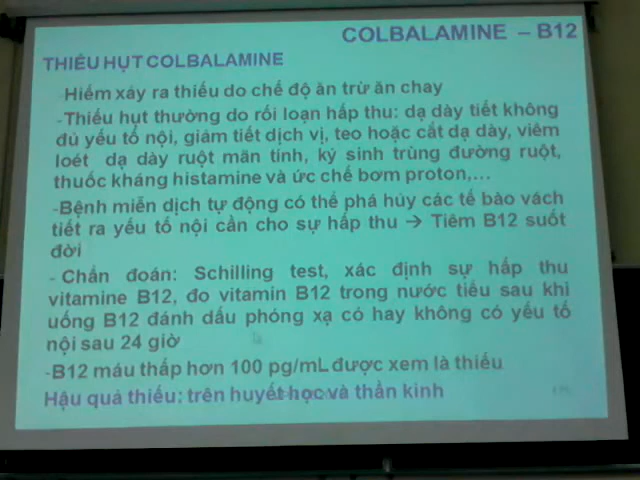 COLBALAMINE – B12
THIẾU HỤT COLBALAMINE
Hiếm xảy ra thiếu do chế độ ăn trừ ăn chay
-Thiếu hụt thường do rối loạn hấp thu: dạ dày tiết không
đủ yếu tố nội, giảm tiết dịch vị, teo hoặc cắt dạ dày, viêm
loét dạ dày ruột mãn tính, ký sinh trùng đường ruột,
thuốc kháng histamine và ức chế bơm proton,...
-Bệnh miễn dịch tự động có thể phá hủy các tế bào vách
tiết ra yếu tố nội cần cho sự hấp thu → Tiêm B12 suốt
đời
- Chẩn đoán: Schilling test, xác định sự hấp thu
vitamine B12, đo vitamin B12 trong nước tiểu sau khi
uống B12 đánh dấu phóng xạ có hay không có yếu tố
nội sau 24 giờ
-B12 máu thấp hơn 100 pg/mL được xem là thiếu
Hậu quả thiếu: trên huyết học và thần kinh